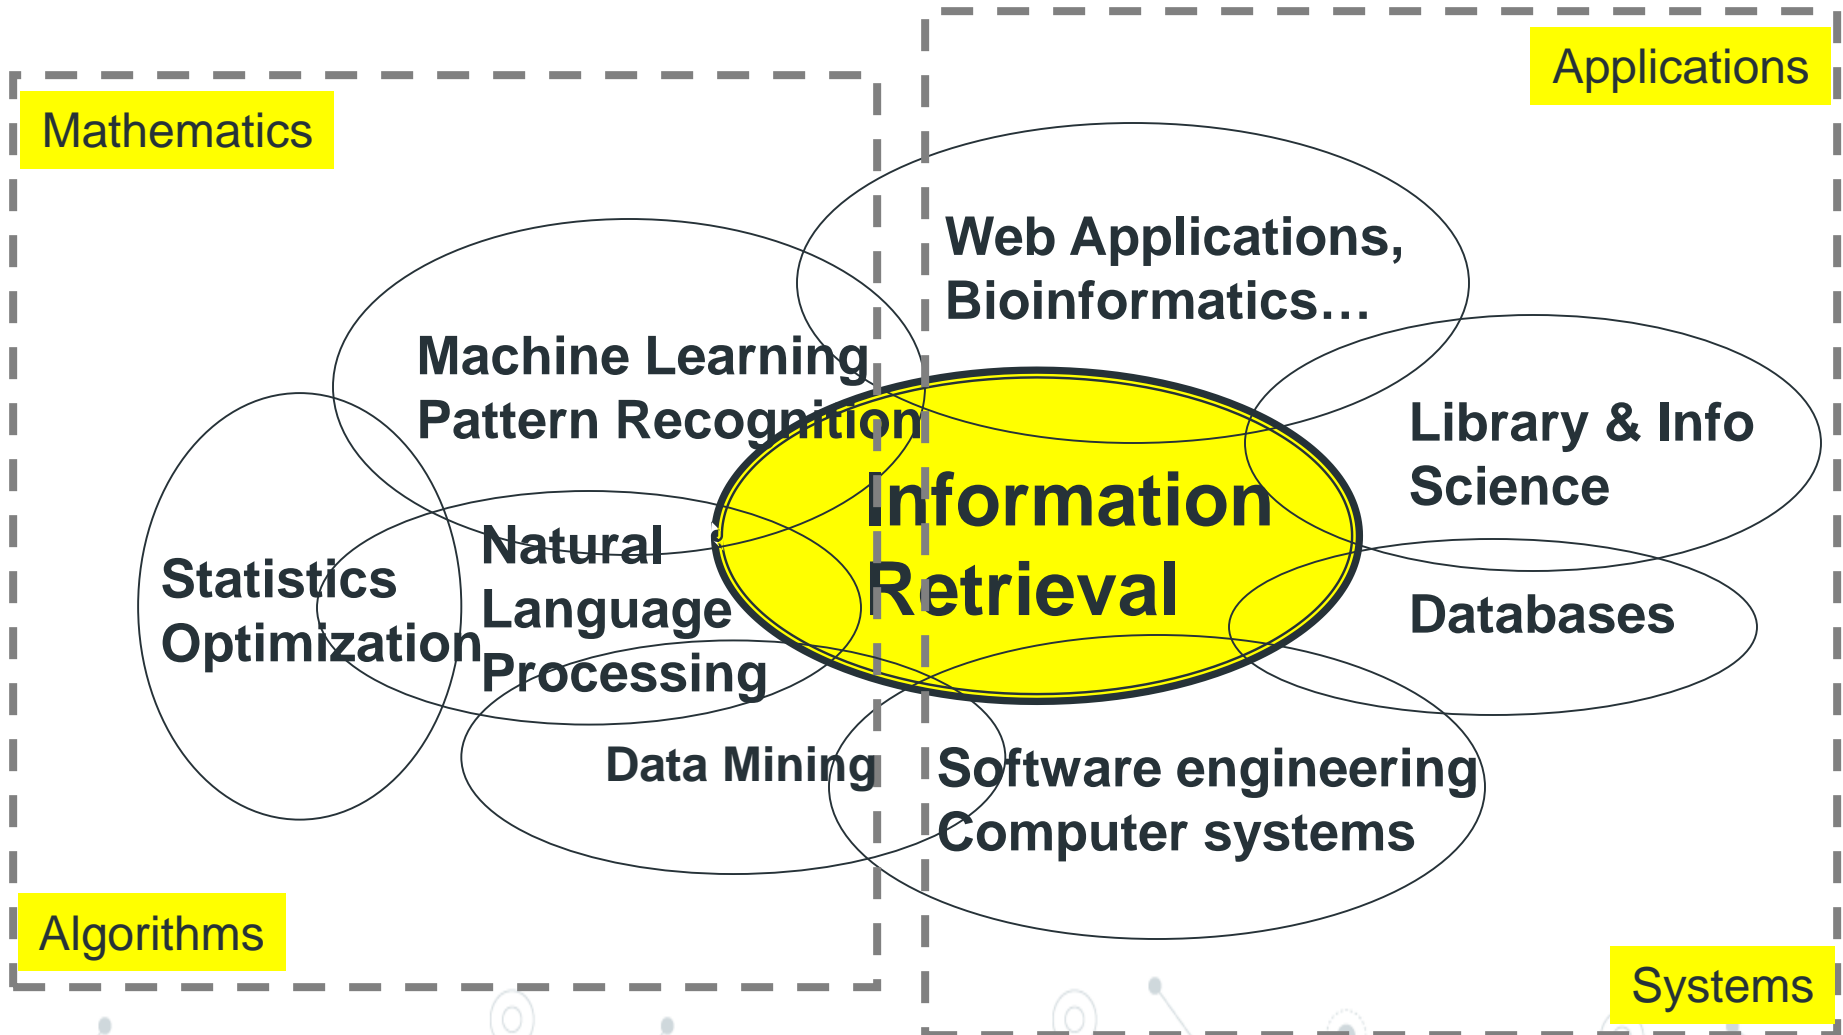 Applications
Mathematics
Web Applications,
Bioinformatics…
Machine Learning
Pattern Recognition
Library & Info
Science
Information
Retrieval
Natural
Language
Processing
Statistics
Optimization
Databases
Data Mining
Software engineering
Computer systems
Algorithms
Systems